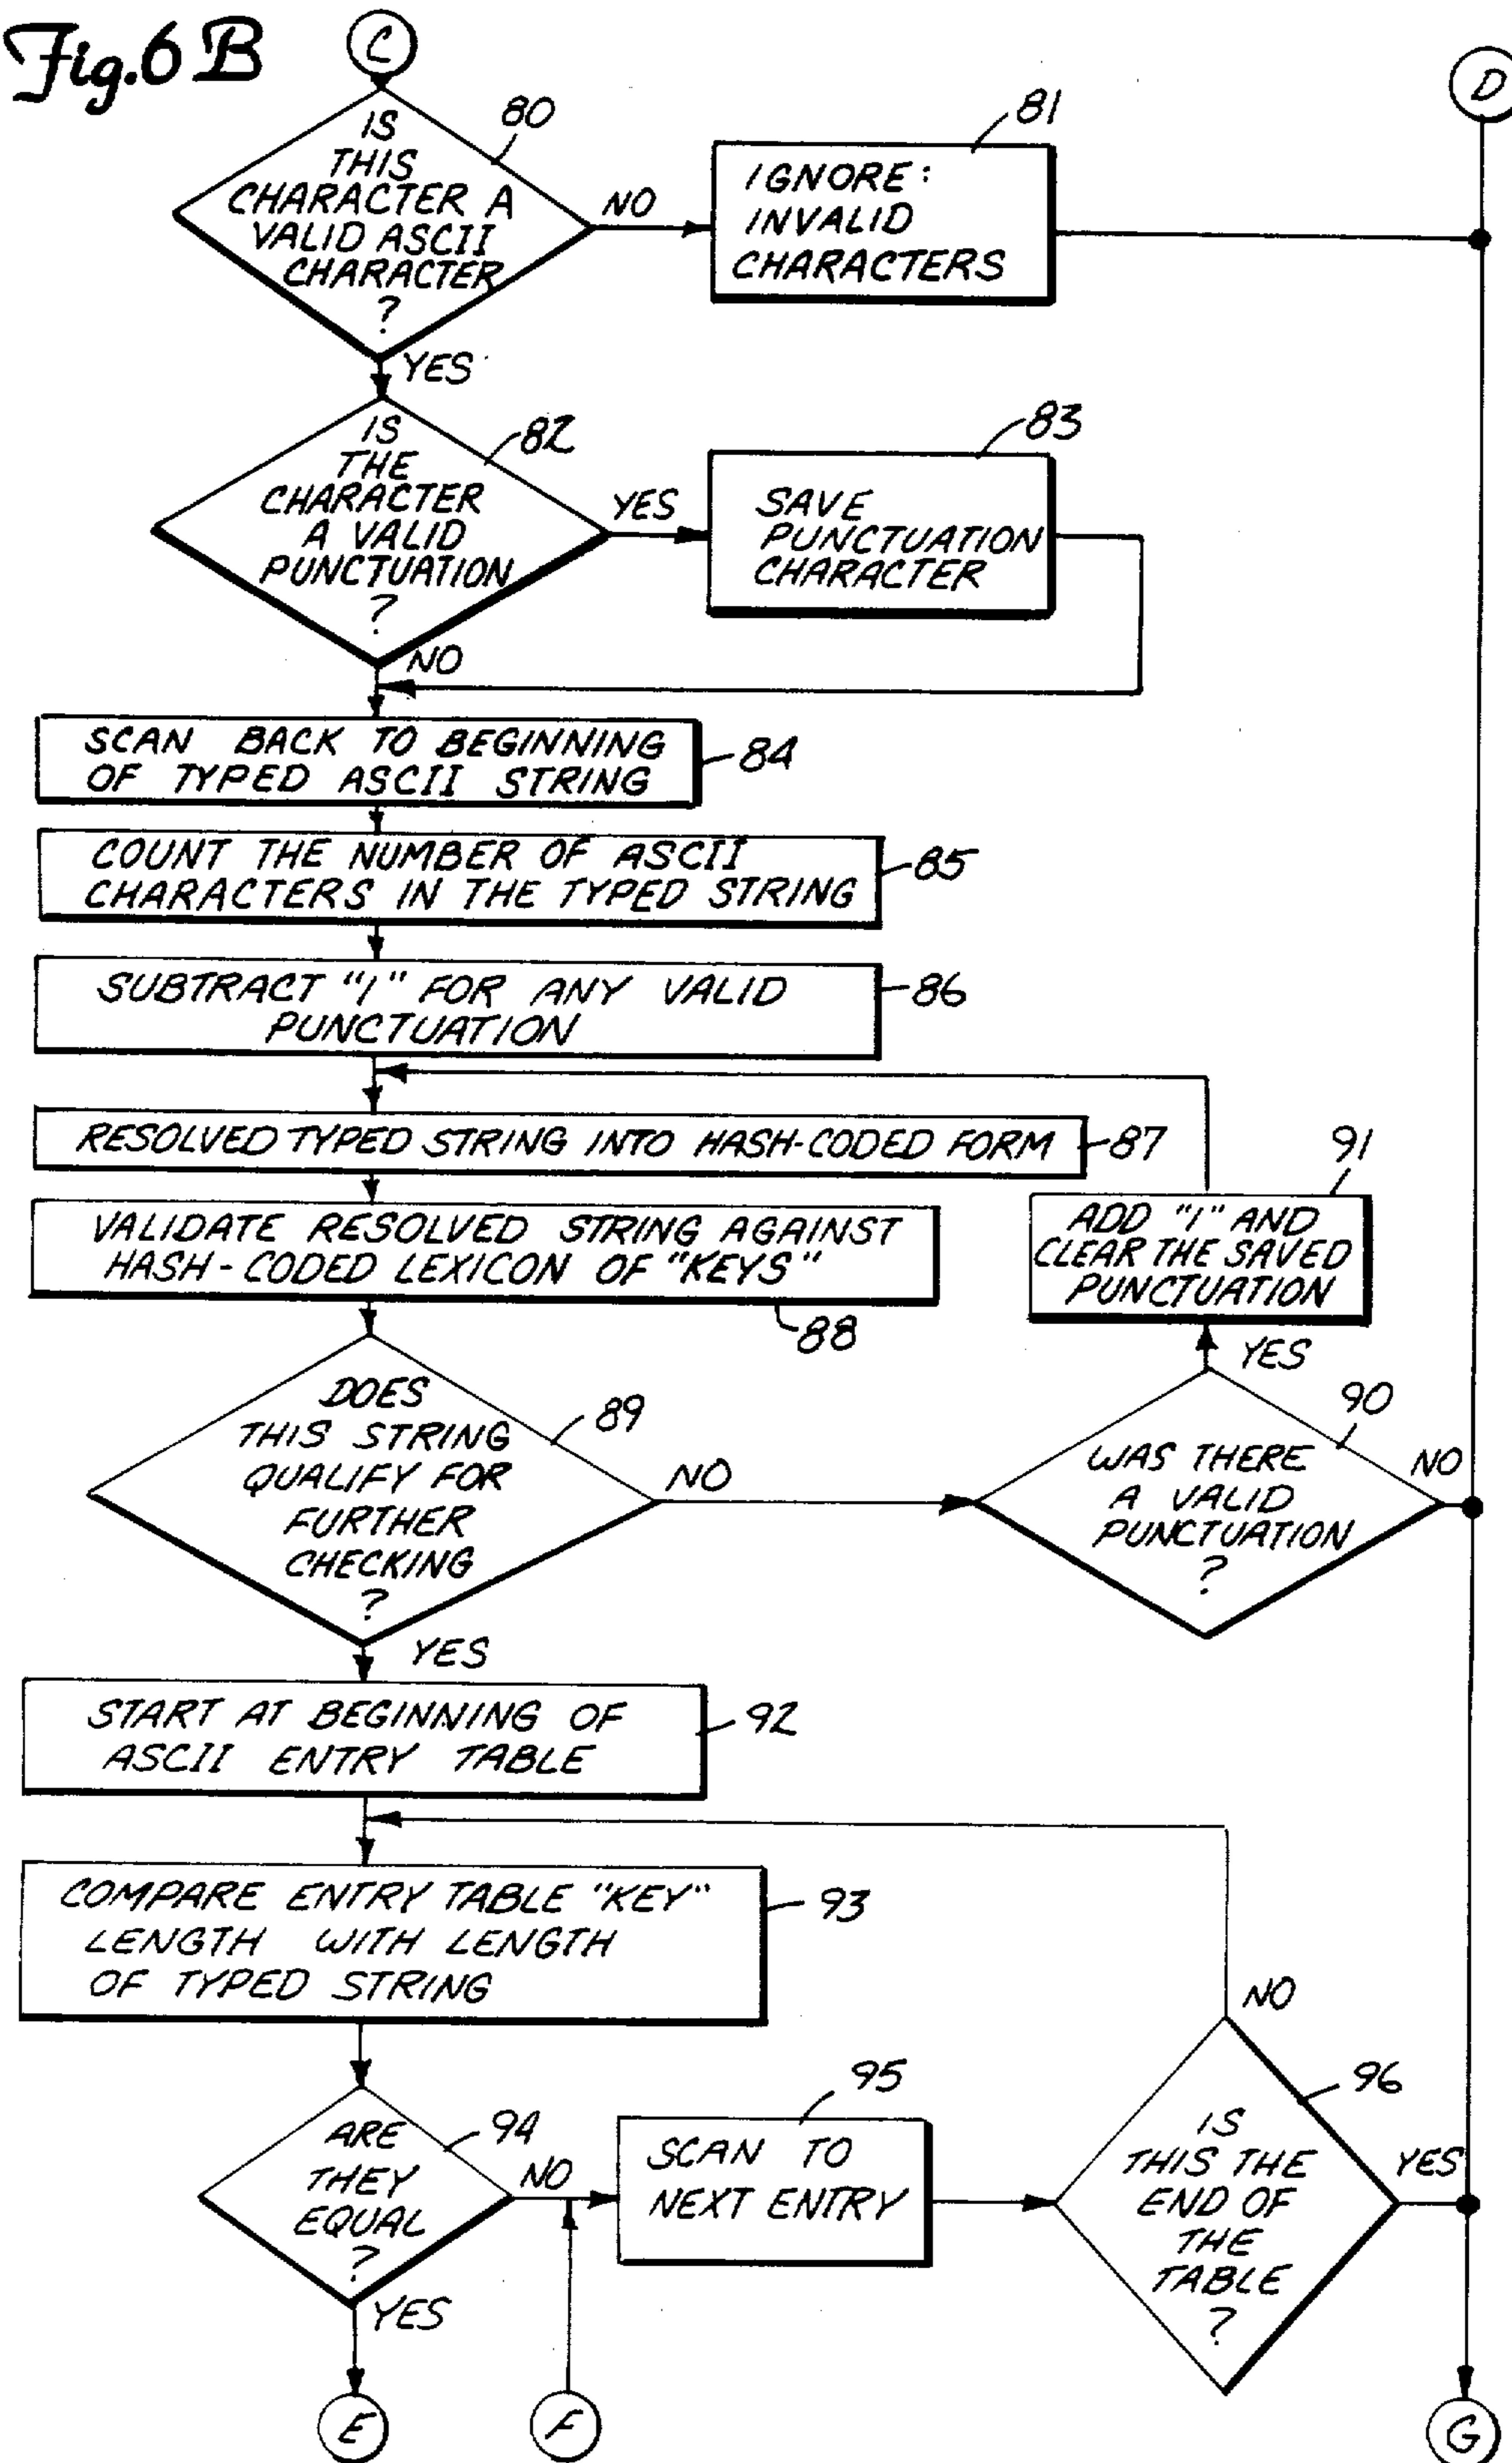 Fig.6B
C
D
IS
THIS
CHARACTER A
VALID ASCII
CHARACTER
?
80
NO
81
IGNORE:
INVALID
CHARACTERS
YES
IS
THE
CHARACTER
A VALID
PUNCTUATION
?
82
YES
83
SAVE
PUNCTUATION
CHARACTER
NO
SCAN BACK TO BEGINNING
OF TYPED ASCII STRING
84
COUNT THE NUMBER OF ASCII
CHARACTERS IN THE TYPED STRING
85
SUBTRACT "1" FOR ANY VALID
PUNCTUATION
86
RESOLVED TYPED STRING INTO HASH-CODED FORM
87
91
ADD "1" AND
CLEAR THE SAVED
PUNCTUATION
VALIDATE RESOLVED STRING AGAINST
HASH-CODED LEXICON OF "KEYS"
88
YES
DOES
THIS STRING
QUALIFY FOR
FURTHER
CHECKING
?
89
NO
90
WAS THERE
A VALID
PUNCTUATION
?
NO
YES
START AT BEGINNING OF
ASCII ENTRY TABLE
92
COMPARE ENTRY TABLE "KEY"
LENGTH WITH LENGTH
OF TYPED STRING
93
NO
ARE
THEY
EQUAL
?
94
NO
95
SCAN TO
NEXT ENTRY
96
IS
THIS THE
END OF
THE
TABLE
?
YES
YES
E
F
G